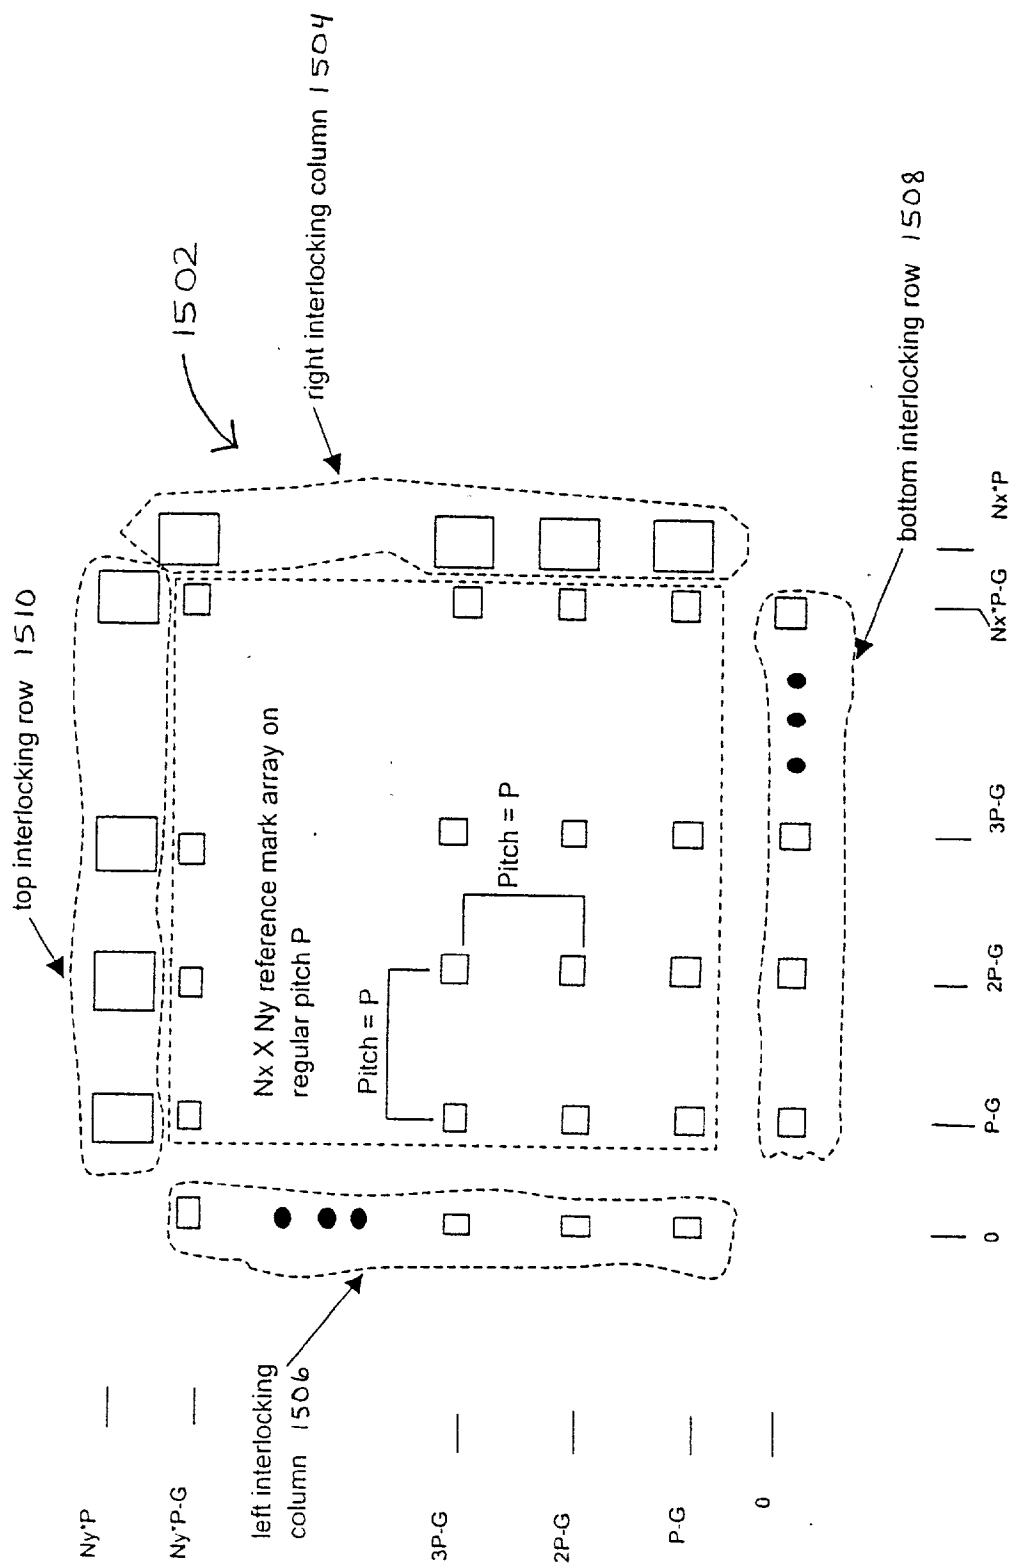 top interlocking row 1510
1502
right interlocking column 1504
Nx X Ny reference mark array on
regular pitch P
Pitch = P
Pitch = P
left interlocking
column 1506
bottom interlocking row 1508
Ny*P
Ny*P-G
3P-G
2P-G
P-G
0
0
P-G
2P-G
3P-G
Nx*P-G
Nx*P